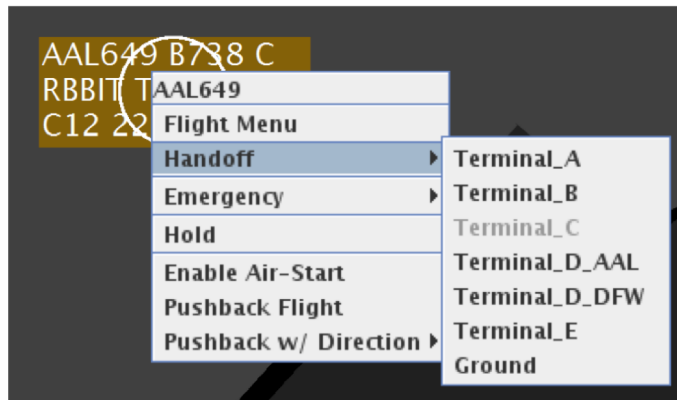 AAL649 B738 C
RBBIT
C12
AAL649
Flight Menu
Handoff
Emergency
Hold
Enable Air-Start
Pushback Flight
Pushback w/ Direction
Terminal_A
Terminal_B
Terminal_C
Terminal_D_AAL
Terminal_D_DFW
Terminal_E
Ground